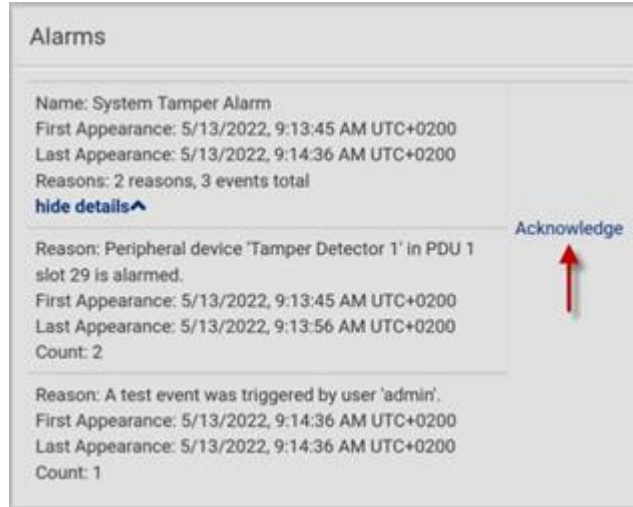 Alarms
Name: System Tamper Alarm
First Appearance: 5/13/2022, 9:13:45 AM UTC+0200
Last Appearance: 5/13/2022, 9:14:36 AM UTC+0200
Reasons: 2 reasons, 3 events total
hide details
Acknowledge
Reason: Peripheral device 'Tamper Detector 1' in PDU 1
slot 29 is alarmed.
First Appearance: 5/13/2022, 9:13:45 AM UTC+0200
Last Appearance: 5/13/2022, 9:13:56 AM UTC+0200
Count: 2
Reason: A test event was triggered by user 'admin'.
First Appearance: 5/13/2022, 9:14:36 AM UTC+0200
Last Appearance: 5/13/2022, 9:14:36 AM UTC+0200
Count: 1